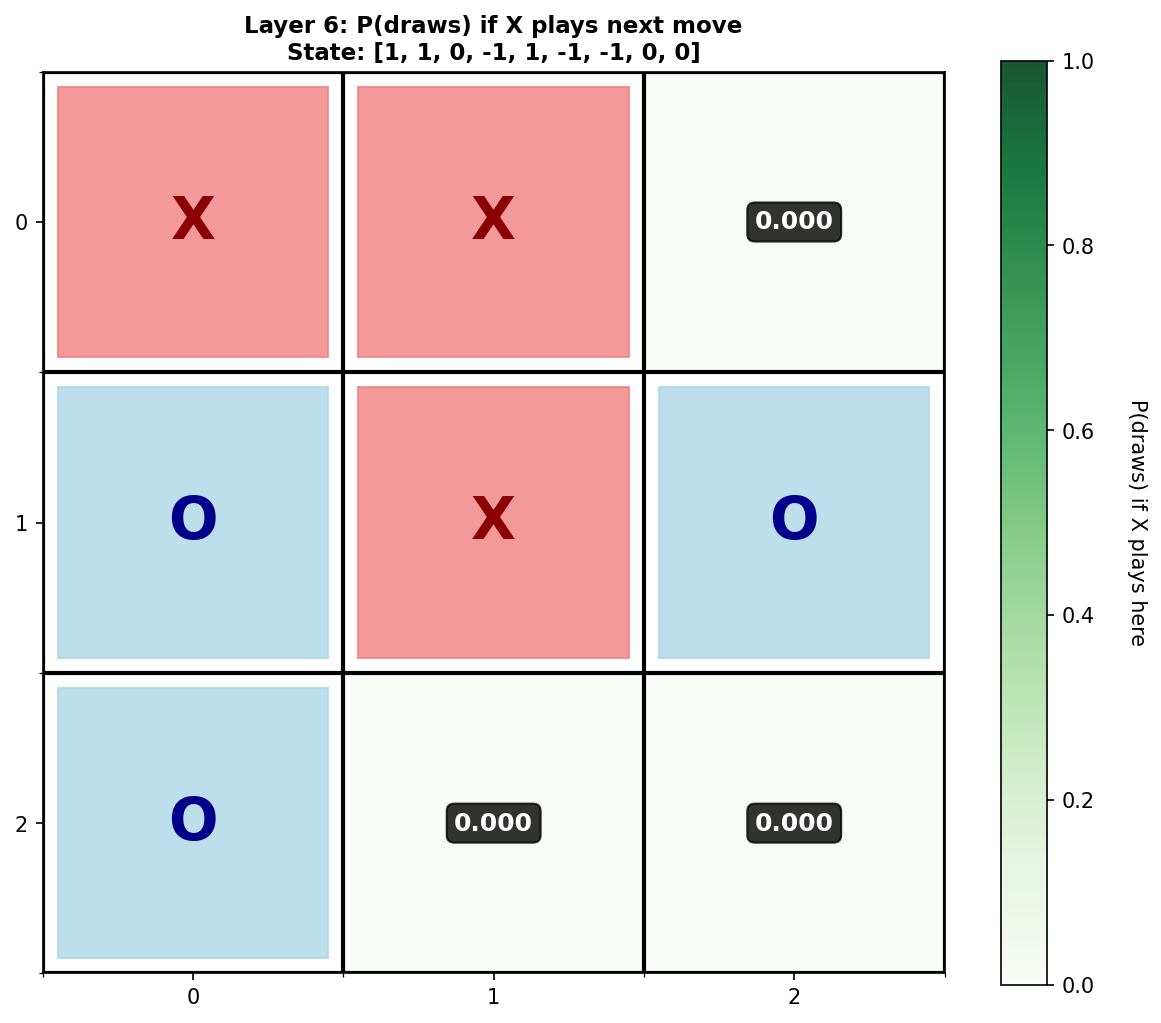 Layer 6: P(draws) if X plays next move
State: [1, 1, 0, -1, 1, -1, -1, 0, 0]
X X 0.000
O X O
O 0.000 0.000
0
1
2
0 1 2
1.0
0.8
0.6
0.4
0.2
0.0
P(draws) if X plays here